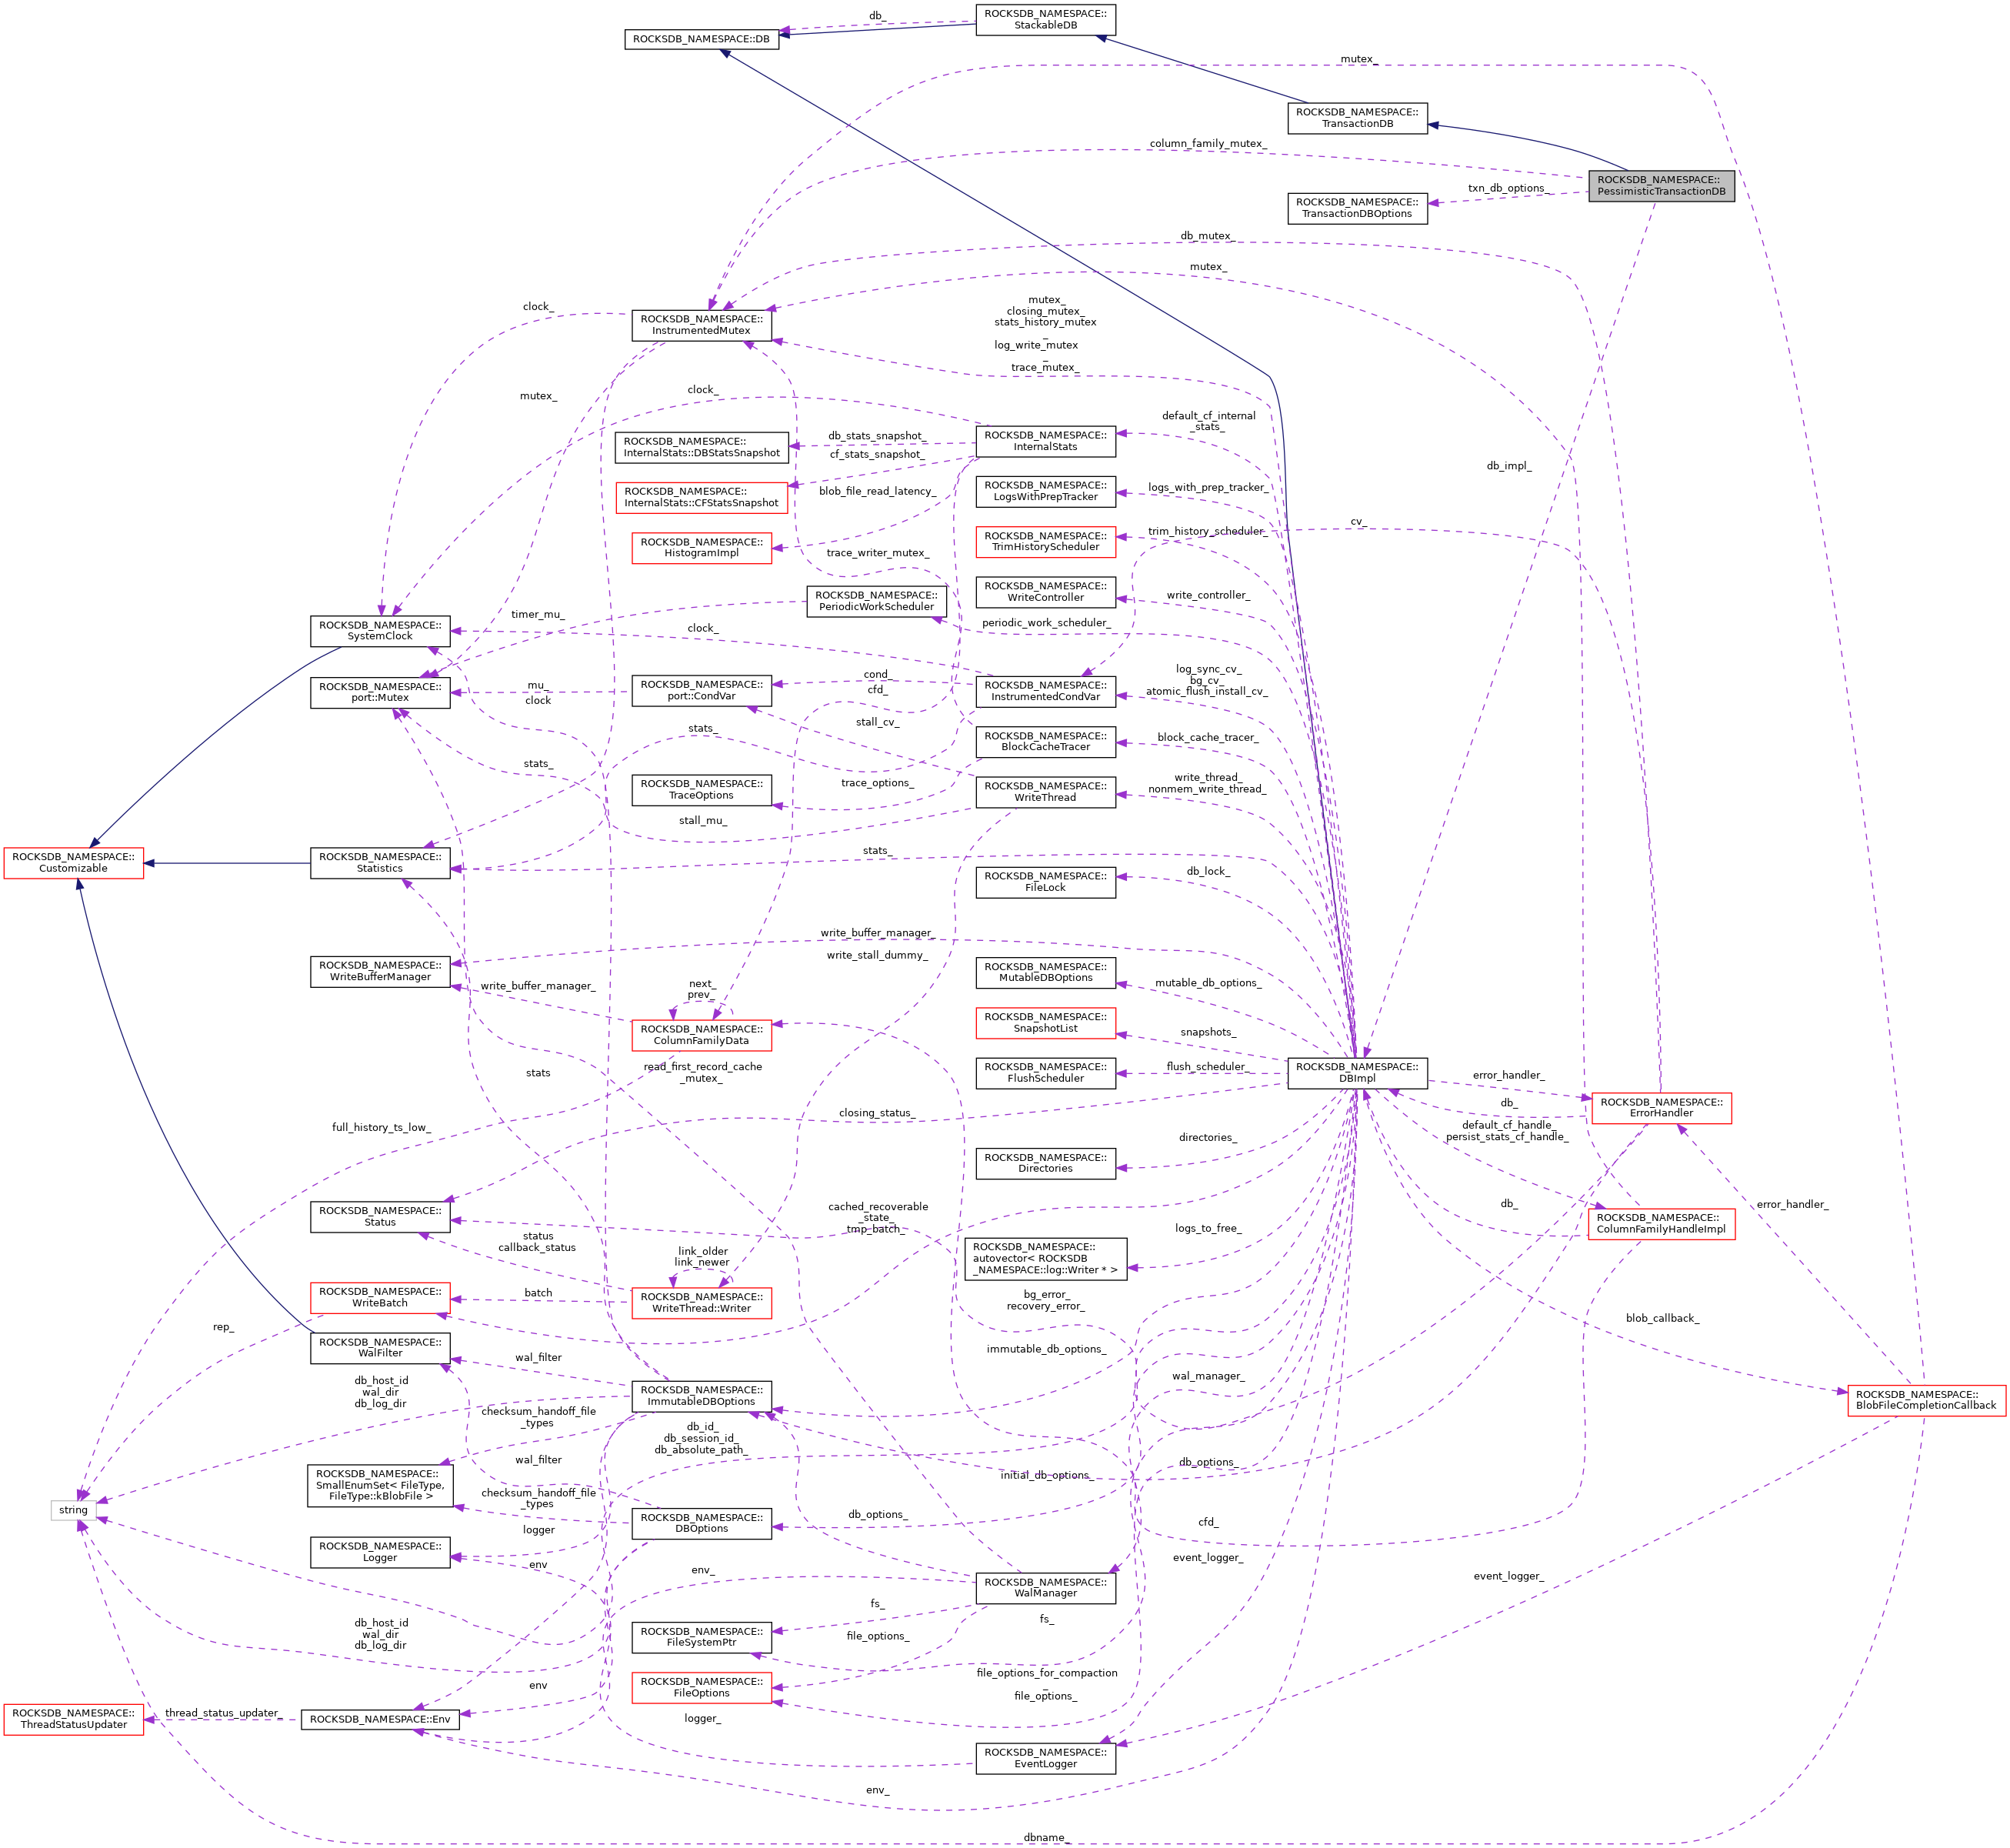 db_
ROCKSDB_NAMESPACE::
StackableDB
ROCKSDB_NAMESPACE::DB
mutex_
ROCKSDB_NAMESPACE::
TransactionDB
column_family_mutex_
ROCKSDB_NAMESPACE::
PessimisticTransactionDB
txn_db_options_
ROCKSDB_NAMESPACE::
TransactionDBOptions
db_mutex_
mutex_
clock_
ROCKSDB_NAMESPACE::
InstrumentedMutex
mutex_
closing_mutex_
stats_history_mutex
_
log_write_mutex
_
trace_mutex_
mutex_
clock_
default_cf_internal
_stats_
ROCKSDB_NAMESPACE::
InternalStats::DBStatsSnapshot
db_stats_snapshot_
ROCKSDB_NAMESPACE::
InternalStats
cf_stats_snapshot_
db_impl_
ROCKSDB_NAMESPACE::
InternalStats::CFStatsSnapshot
blob_file_read_latency_
ROCKSDB_NAMESPACE::
LogsWithPrepTracker
logs_with_prep_tracker_
cv_
ROCKSDB_NAMESPACE::
HistogramImpl
trace_writer_mutex_
ROCKSDB_NAMESPACE::
TrimHistoryScheduler
trim_history_scheduler_
ROCKSDB_NAMESPACE::
PeriodicWorkScheduler
ROCKSDB_NAMESPACE::
WriteController
write_controller_
timer_mu_
ROCKSDB_NAMESPACE::
SystemClock
clock_
periodic_work_scheduler_
ROCKSDB_NAMESPACE::
port::Mutex
mu_
clock
ROCKSDB_NAMESPACE::
port::CondVar
cond_
cfd_
ROCKSDB_NAMESPACE::
InstrumentedCondVar
log_sync_cv_
bg_cv_
atomic_flush_install_cv_
stats_
stall_cv_
ROCKSDB_NAMESPACE::
BlockCacheTracer
block_cache_tracer_
stats_
ROCKSDB_NAMESPACE::
TraceOptions
trace_options_
ROCKSDB_NAMESPACE::
WriteThread
write_thread_
nonmem_write_thread_
stall_mu_
ROCKSDB_NAMESPACE::
Customizable
ROCKSDB_NAMESPACE::
Statistics
stats_
ROCKSDB_NAMESPACE::
FileLock
db_lock_
write_buffer_manager_
write_stall_dummy_
ROCKSDB_NAMESPACE::
WriteBufferManager
write_buffer_manager_
next_
prev_
ROCKSDB_NAMESPACE::
MutableDBOptions
mutable_db_options_
ROCKSDB_NAMESPACE::
ColumnFamilyData
ROCKSDB_NAMESPACE::
SnapshotList
snapshots_
stats
read_first_record_cache
_mutex_
ROCKSDB_NAMESPACE::
FlushScheduler
flush_scheduler_
ROCKSDB_NAMESPACE::
DBImpl
error_handler_
ROCKSDB_NAMESPACE::
ErrorHandler
db_
full_history_ts_low_
closing_status_
default_cf_handle_
persist_stats_cf_handle_
ROCKSDB_NAMESPACE::
Directories
directories_
ROCKSDB_NAMESPACE::
Status
cached_recoverable
_state_
tmp_batch_
logs_to_free_
db_
ROCKSDB_NAMESPACE::
ColumnFamilyHandleImpl
error_handler_
status
callback_status
link_older
link_newer
ROCKSDB_NAMESPACE::
autovector< ROCKSDB
_NAMESPACE::log::Writer * >
ROCKSDB_NAMESPACE::
WriteBatch
batch
ROCKSDB_NAMESPACE::
WriteThread::Writer
bg_error_
recovery_error_
rep_
blob_callback_
ROCKSDB_NAMESPACE::
WalFilter
wal_filter
immutable_db_options_
db_host_id
wal_dir
db_log_dir
ROCKSDB_NAMESPACE::
ImmutableDBOptions
wal_manager_
ROCKSDB_NAMESPACE::
BlobFileCompletionCallback
checksum_handoff_file
_types
db_id_
db_session_id_
db_absolute_path_
wal_filter
initial_db_options_
db_options_
ROCKSDB_NAMESPACE::
SmallEnumSet< FileType,
FileType::kBlobFile >
checksum_handoff_file
_types
string
logger
ROCKSDB_NAMESPACE::
DBOptions
db_options_
cfd_
ROCKSDB_NAMESPACE::
Logger
env
env_
event_logger_
event_logger_
ROCKSDB_NAMESPACE::
WalManager
db_host_id
wal_dir
db_log_dir
fs_
fs_
ROCKSDB_NAMESPACE::
FileSystemPtr
file_options_
env
ROCKSDB_NAMESPACE::
FileOptions
file_options_for_compaction
_
file_options_
ROCKSDB_NAMESPACE::
ThreadStatusUpdater
thread_status_updater_
ROCKSDB_NAMESPACE::Env
logger_
ROCKSDB_NAMESPACE::
EventLogger
env_
dbname_